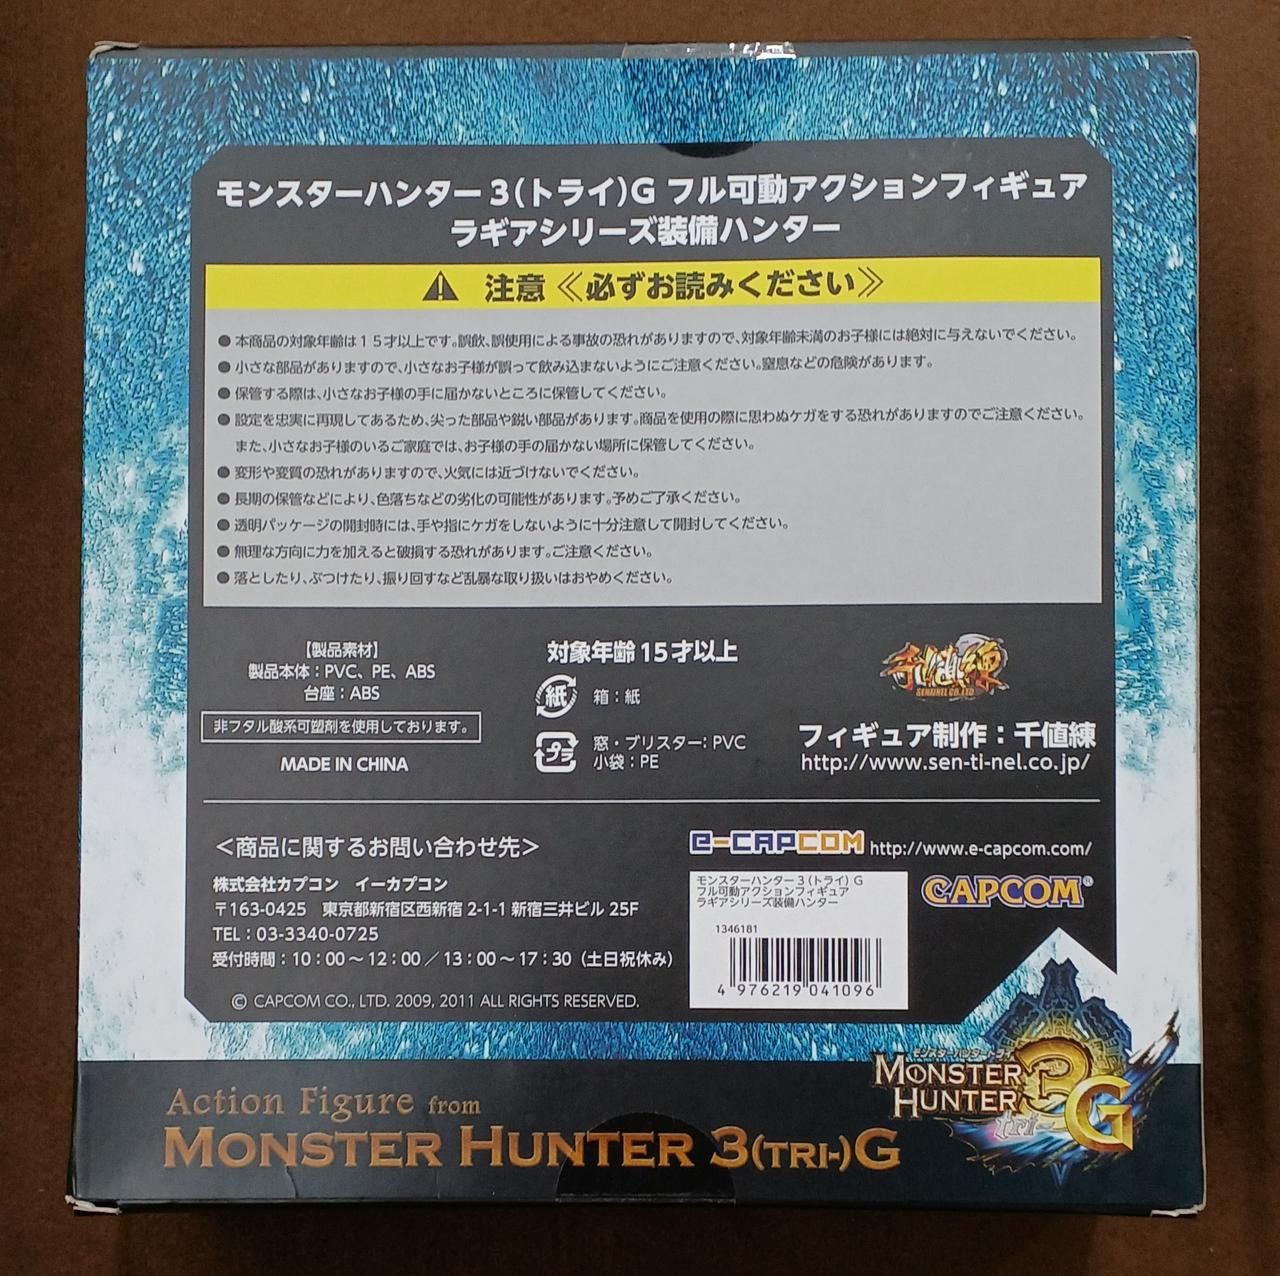 モンスターハンター 3(トライ)G フル可動アクションフィギュア
ラギアシリーズ装備ハンター
注意≪必ずお読みください≫
●本商品の対象年齢は15才以上です。誤飲、誤使用による事故の恐れがありますので、対象年齢未満のお子様には絶対に与えないでください。
●小さな部品がありますので、小さなお子様が誤って飲み込まないようにご注意ください。窒息などの危険があります。
●保管する際は、小さなお子様の手に届かないところに保管してください。
●設定を忠実に再現してあるため、尖った部品や鋭い部品があります。商品を使用の際に思わぬケガをする恐れがありますのでご注意ください。
また、小さなお子様のいるご家庭では、お子様の手の届かない場所に保管してください。
●変形や変質の恐れがありますので、火気には近づけないでください。
●長期の保管などにより、色落ちなどの劣化の可能性があります。予めご了承ください。
●透明パッケージの開封時には、手や指にケガをしないように十分注意して開封してください。
●無理な方向に力を加えると破損する恐れがあります。ご注意ください。
●落としたり、ぶつけたり、振り回すなど乱暴な取り扱いはおやめください。
【製品素材】
製品本体：PVC、PE、ABS
台座：ABS
非フタル酸系可塑剤を使用しております。
MADE IN CHINA
対象年齢15才以上
紙
箱：紙
プラ
窓・ブリスター：PVC
小袋：PE
千値練
SENTINEL CO.,LTD
フィギュア制作：千値練
http://www.sen-ti-nel.co.jp/
＜商品に関するお問い合わせ先＞
株式会社カプコン　イーカプコン
〒163-0425　東京都新宿区西新宿 2-1-1 新宿三井ビル 25F
TEL：03-3340-0725
受付時間：10：00～12：00／13：00～17：30（土日祝休み）
© CAPCOM CO., LTD. 2009, 2011 ALL RIGHTS RESERVED.
e-CAPCOM http://www.e-capcom.com/
モンスターハンター3(トライ) G
フル可動アクションフィギュア
ラギアシリーズ装備ハンター
1346181
4 976219 041096
CAPCOM®
モンスターハンタートライ
MONSTER
HUNTER
3
tri-
G
Action Figure from
MONSTER HUNTER 3(TRI-)G